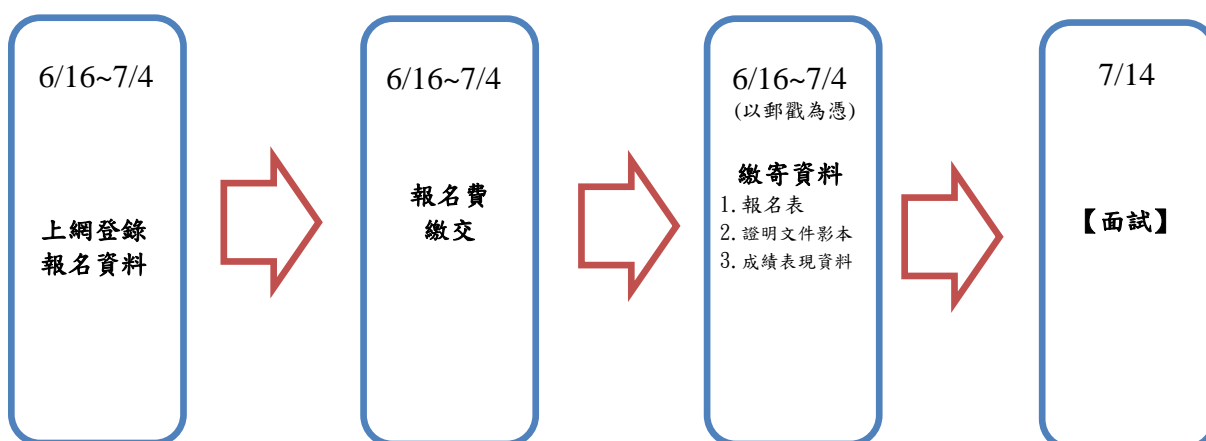 6/16~7/4
上網登錄
報名資料
6/16~7/4
報名費
繳交
6/16~7/4
(以郵戳為憑)
繳寄資料
1.報名表
2.證明文件影本
3.成績表現資料
7/14
【面試】